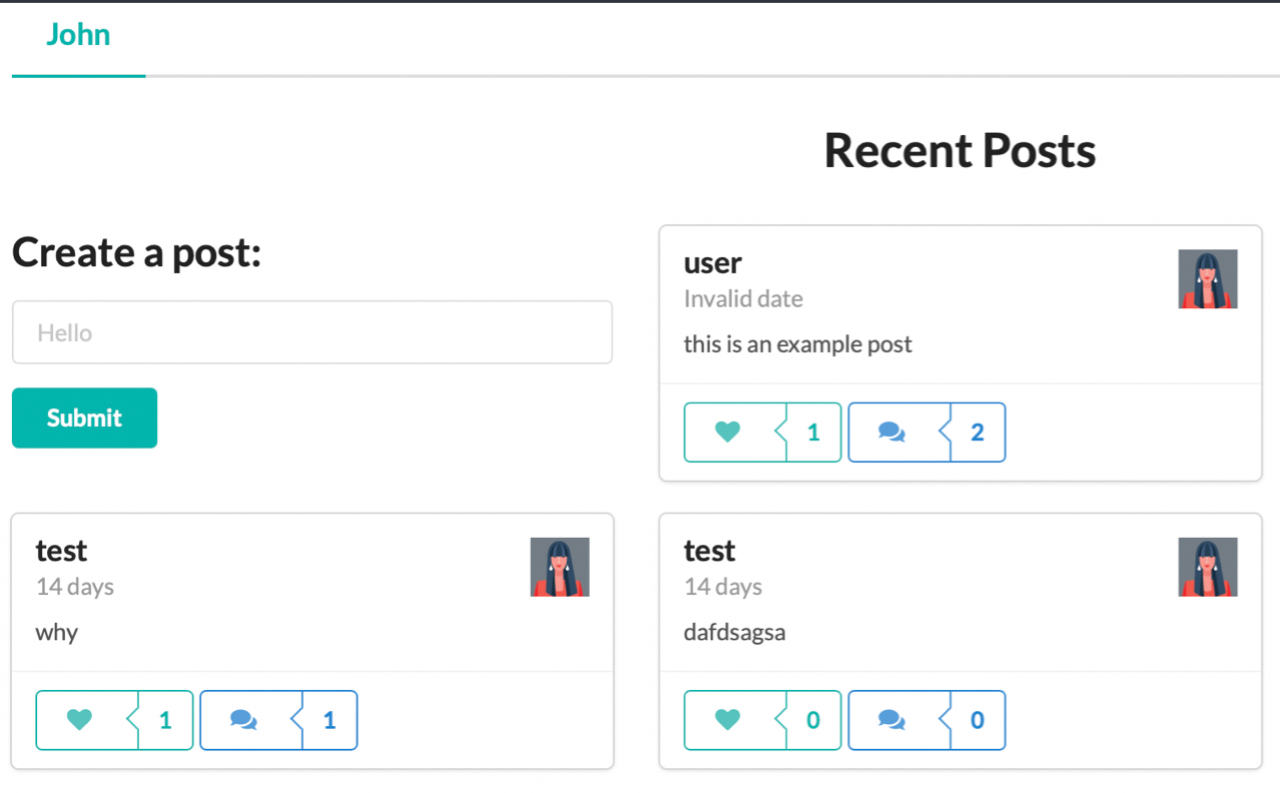 John
Recent Posts
Create a post:
Hello
Submit
user
Invalid date
this is an example post
1
2
test
14 days
why
1
1
test
14 days
dafdsagsa
0
0